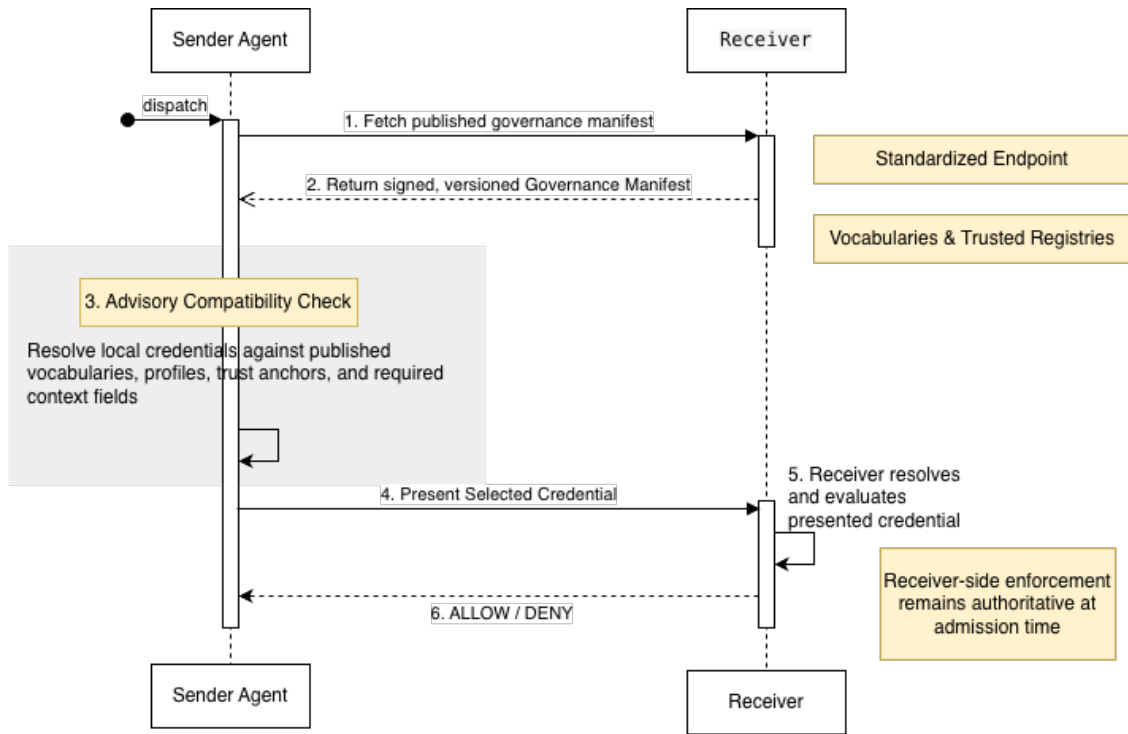 Sender Agent
Receiver
dispatch
1. Fetch published governance manifest
Standardized Endpoint
2. Return signed, versioned Governance Manifest
Vocabularies & Trusted Registries
3. Advisory Compatibility Check
Resolve local credentials against published
vocabularies, profiles, trust anchors, and required
context fields
4. Present Selected Credential
5. Receiver resolves
and evaluates
presented credential
Receiver-side enforcement
remains authoritative at
admission time
6. ALLOW / DENY
Sender Agent
Receiver